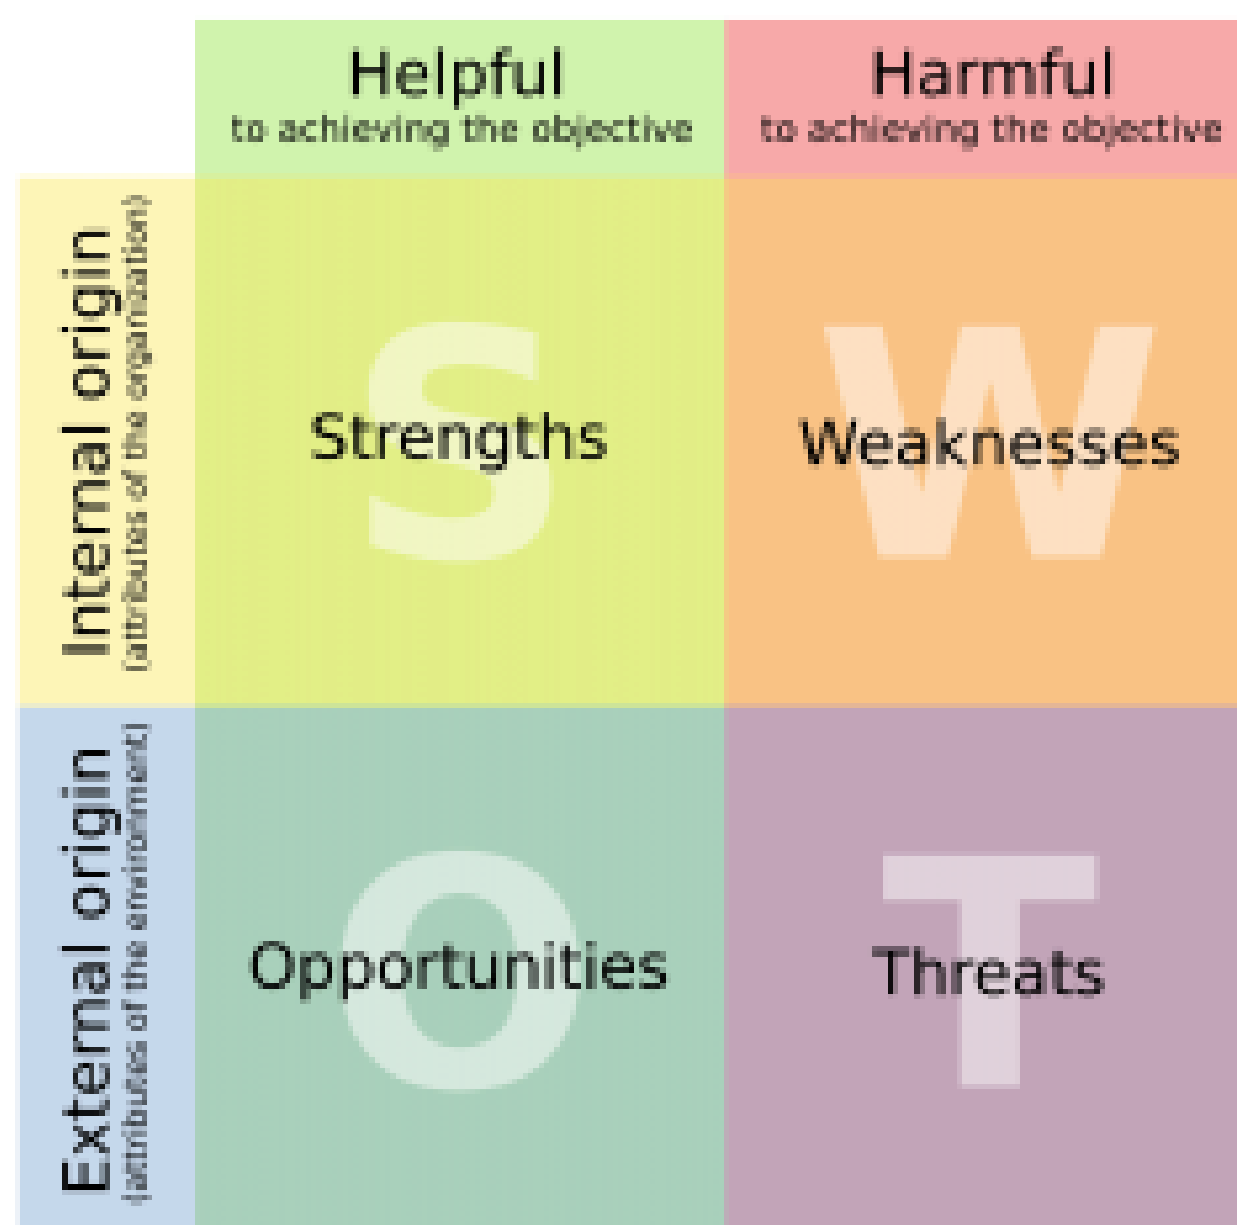 Helpful
to achieving the objective
Harmful
to achieving the objective
Internal origin
(attributes of the organization)
S
Strengths
W
Weaknesses
External origin
(attributes of the environment)
O
Opportunities
T
Threats